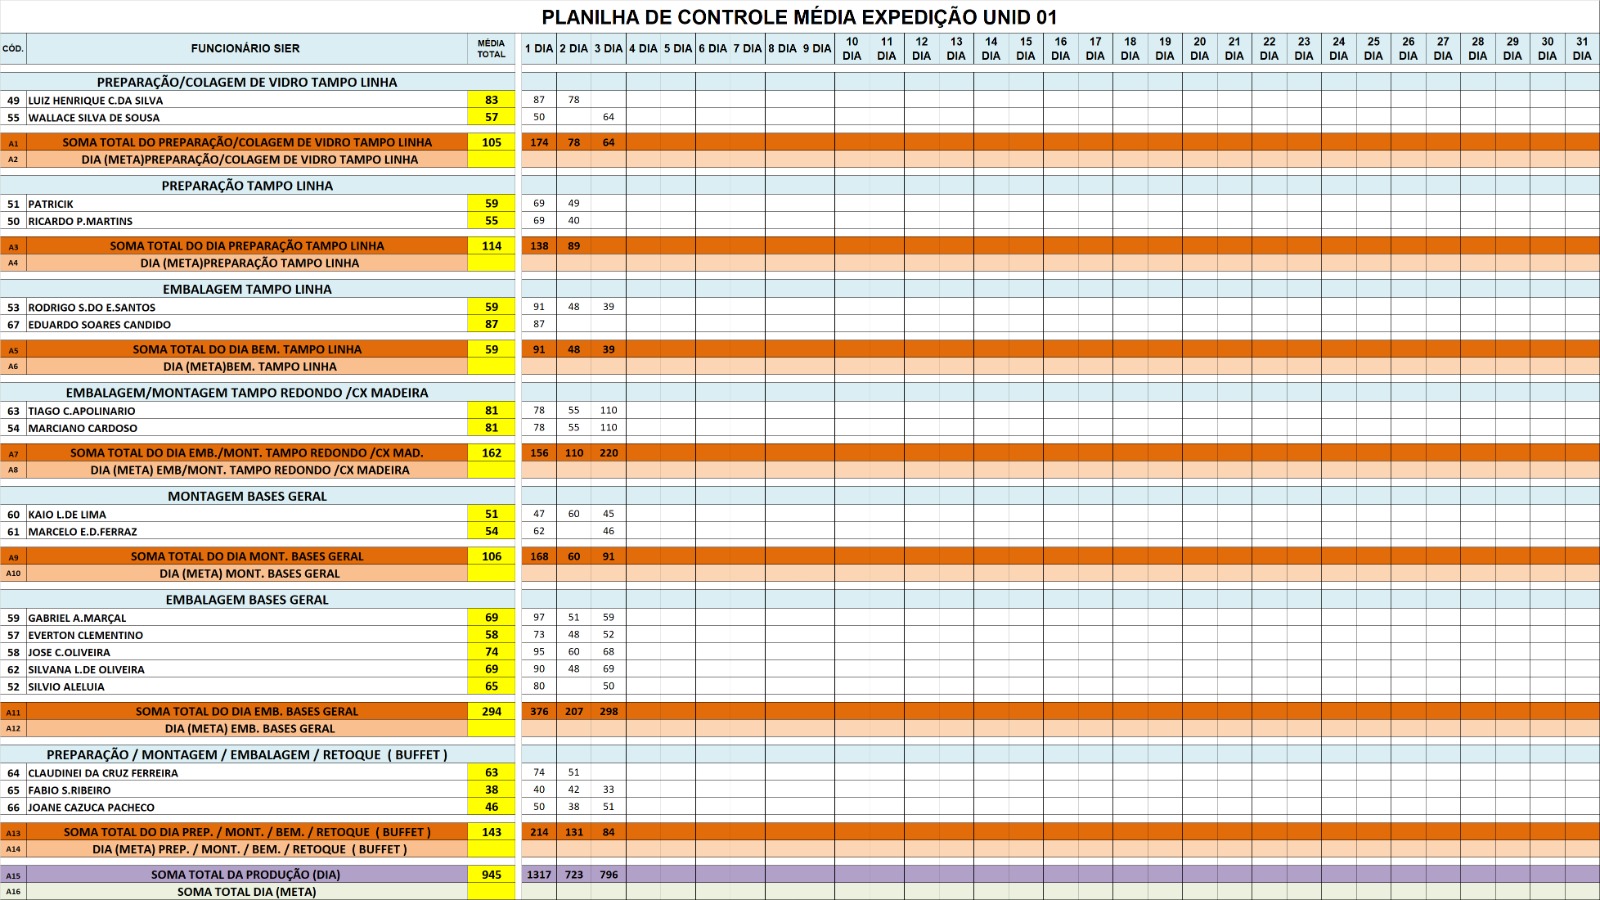 PLANILHA DE CONTROLE MÉDIA EXPEDIÇÃO UNID 01
CÓD. FUNCIONÁRIO SIER MÉDIA TOTAL 1 DIA 2 DIA 3 DIA 4 DIA 5 DIA 6 DIA 7 DIA 8 DIA 9 DIA 10 DIA 11 DIA 12 DIA 13 DIA 14 DIA 15 DIA 16 DIA 17 DIA 18 DIA 19 DIA 20 DIA 21 DIA 22 DIA 23 DIA 24 DIA 25 DIA 26 DIA 27 DIA 28 DIA 29 DIA 30 DIA 31 DIA
PREPARAÇÃO/COLAGEM DE VIDRO TAMPO LINHA
49 LUIZ HENRIQUE C.DA SILVA 83 87 78
55 WALLACE SILVA DE SOUSA 57 50 64
A1 SOMA TOTAL DO PREPARAÇÃO/COLAGEM DE VIDRO TAMPO LINHA 105 174 78 64
A2 DIA (META)PREPARAÇÃO/COLAGEM DE VIDRO TAMPO LINHA
PREPARAÇÃO TAMPO LINHA
51 PATRICIK 59 69 49
50 RICARDO P.MARTINS 55 69 40
A3 SOMA TOTAL DO DIA PREPARAÇÃO TAMPO LINHA 114 138 89
A4 DIA (META)PREPARAÇÃO TAMPO LINHA
EMBALAGEM TAMPO LINHA
53 RODRIGO S.DO E.SANTOS 59 91 48 39
67 EDUARDO SOARES CANDIDO 87 87
A5 SOMA TOTAL DO DIA BEM. TAMPO LINHA 59 91 48 39
A6 DIA (META)BEM. TAMPO LINHA
EMBALAGEM/MONTAGEM TAMPO REDONDO /CX MADEIRA
63 TIAGO C.APOLINARIO 81 78 55 110
54 MARCIANO CARDOSO 81 78 55 110
A7 SOMA TOTAL DO DIA EMB./MONT. TAMPO REDONDO /CX MAD. 162 156 110 220
A8 DIA (META) EMB/MONT. TAMPO REDONDO /CX MADEIRA
MONTAGEM BASES GERAL
60 KAIO L.DE LIMA 51 47 60 45
61 MARCELO E.D.FERRAZ 54 62 46
A9 SOMA TOTAL DO DIA MONT. BASES GERAL 106 168 60 91
A10 DIA (META) MONT. BASES GERAL
EMBALAGEM BASES GERAL
59 GABRIEL A.MARÇAL 69 97 51 59
57 EVERTON CLEMENTINO 58 73 48 52
58 JOSE C.OLIVEIRA 74 95 60 68
62 SILVANA L.DE OLIVEIRA 69 90 48 69
52 SILVIO ALELUIA 65 80 50
A11 SOMA TOTAL DO DIA EMB. BASES GERAL 294 376 207 298
A12 DIA (META) EMB. BASES GERAL
PREPARAÇÃO / MONTAGEM / EMBALAGEM / RETOQUE ( BUFFET )
64 CLAUDINEI DA CRUZ FERREIRA 63 74 51
65 FABIO S.RIBEIRO 38 40 42 33
66 JOANE CAZUCA PACHECO 46 50 38 51
A13 SOMA TOTAL DO DIA PREP. / MONT. / BEM. / RETOQUE ( BUFFET ) 143 214 131 84
A14 DIA (META) PREP. / MONT. / BEM. / RETOQUE ( BUFFET )
A15 SOMA TOTAL DA PRODUÇÃO (DIA) 945 1317 723 796
A16 SOMA TOTAL DIA (META)